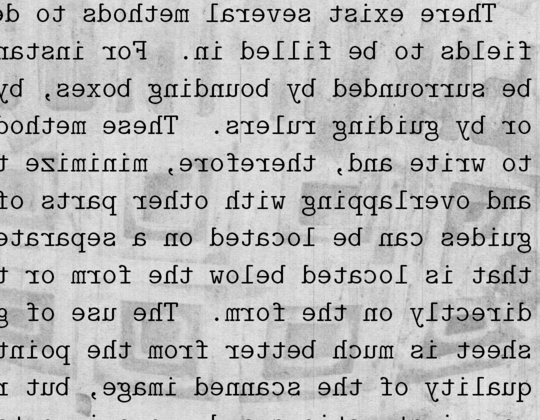 There exist several methods to de
fields to be filled in. For instan
be surrounded by bounding boxes, by
or by guiding rulers. These method
to write and, therefore, minimize t
and overlapping with other parts of
guides can be located on a separate
that is located below the form or t
directly on the form. The use of g
sheet is much better from the point
quality of the scanned image, but r